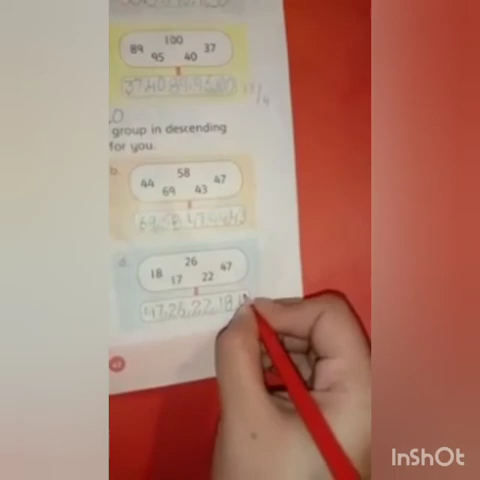 100
89 37
95 40
37,40,89,95,100
group in descending
for you.
b.
58
44 47
69 43
69,58,47,44,43
d.
26
18 47
17 22
47,26,22,18,
InShOt